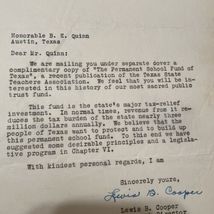 Honorable B. E. Quinn
Austin, Texas
Dear Mr. Quinn:
We are mailing you under separate cover a
complimentary copy of "The Permanent School Fund of
Texas", a recent publication of the Texas State
Teachers Association. We feel that you will be in-
terested in this history of our most sacred public
trust fund.
This fund is the state's major tax-relief
investment. In normal times, revenue from it re-
duces the tax burden of the state nearly three
million dollars annually. We believe that the
people of Texas want to protect and to build up
this permanent school fund. To this end we have
suggested some desirable principles and a legisla-
tive program in Chapter VI.
With kindest personal regards, I am
Sincerely yours,
Lewis B. Cooper
Lewis B. Cooper
Director